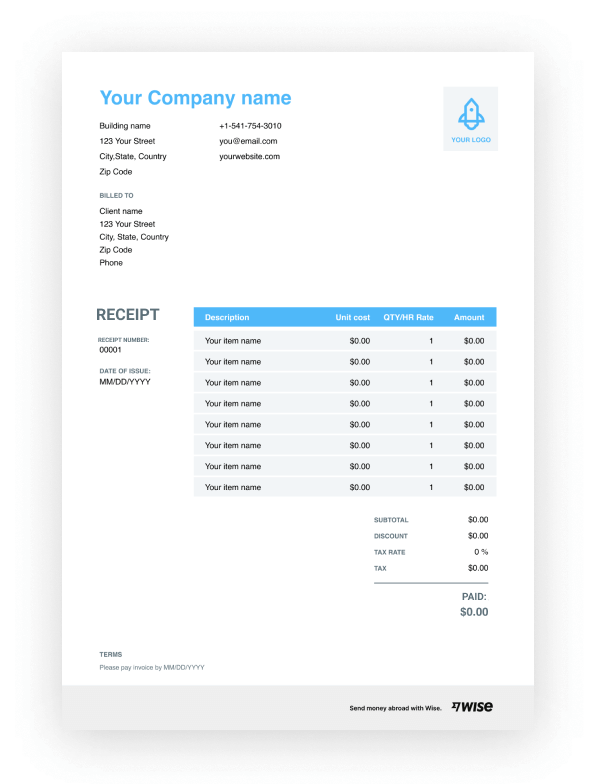 Your Company name
Building name +1-541-754-3010
123 Your Street you@email.com
City,State, Country yourwebsite.com
Zip Code
YOUR LOGO
BILLED TO
Client name
123 Your Street
City, State, Country
Zip Code
Phone
RECEIPT
RECEIPT NUMBER:
00001
DATE OF ISSUE:
MM/DD/YYYY
Description Unit cost QTY/HR Rate Amount
Your item name $0.00 1 $0.00
Your item name $0.00 1 $0.00
Your item name $0.00 1 $0.00
Your item name $0.00 1 $0.00
Your item name $0.00 1 $0.00
Your item name $0.00 1 $0.00
Your item name $0.00 1 $0.00
Your item name $0.00 1 $0.00
SUBTOTAL $0.00
DISCOUNT $0.00
TAX RATE 0 %
TAX $0.00
PAID:
$0.00
TERMS
Please pay invoice by MM/DD/YYYY
Send money abroad with Wise. WISE